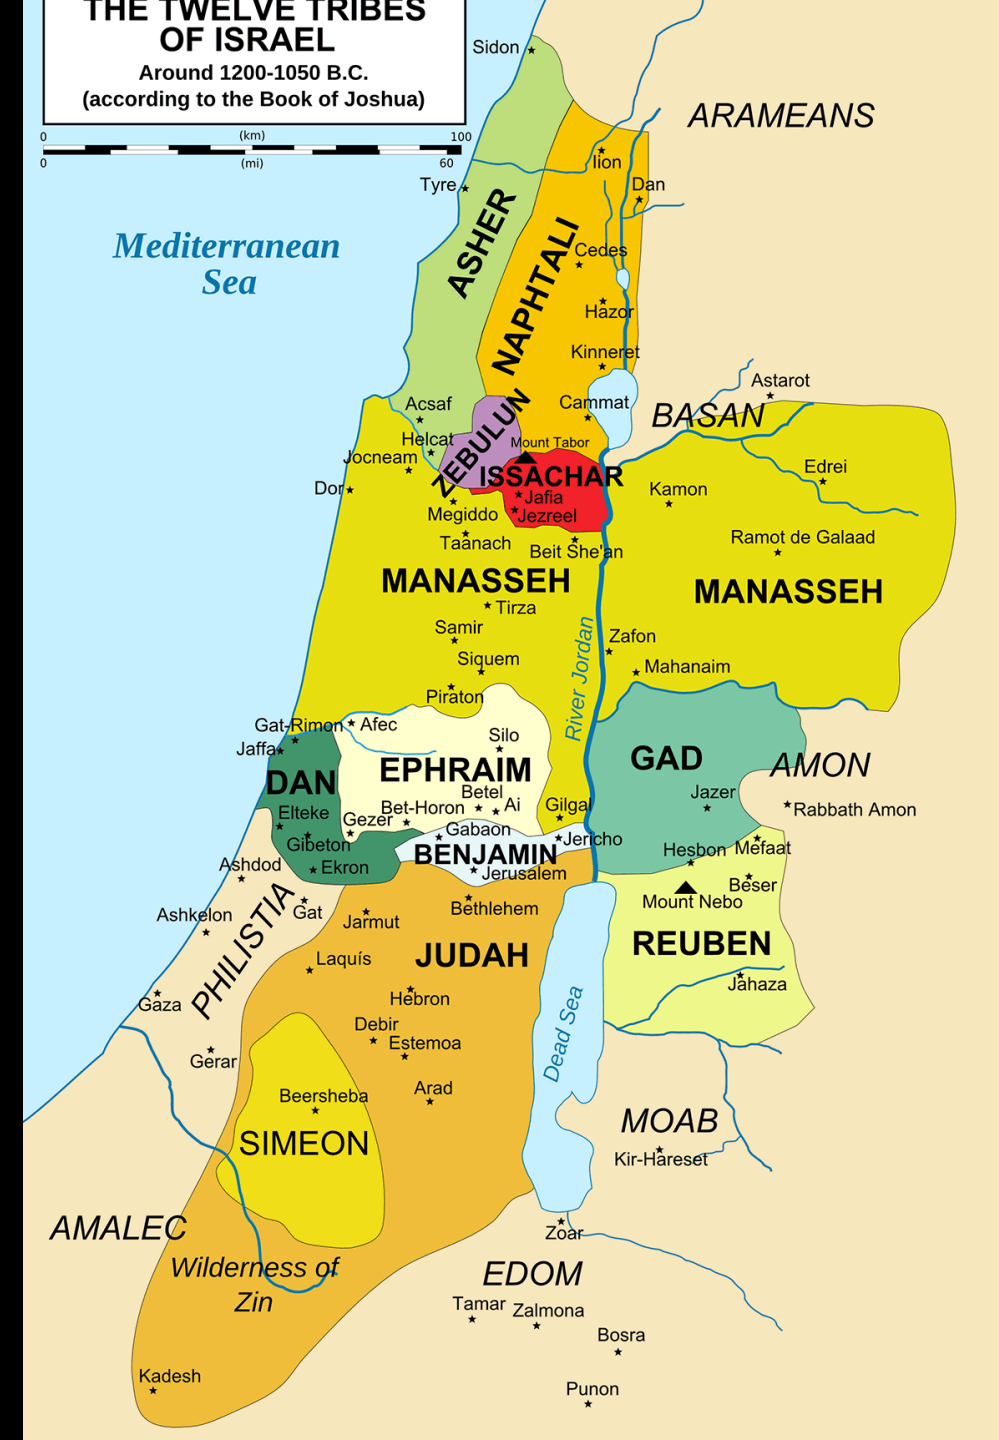 THE TWELVE TRIBES
OF ISRAEL
Around 1200-1050 B.C.
(according to the Book of Joshua)
0 (km) 100
0 (mi) 60
Sidon
ARAMEANS
Iion
Tyre
Dan
ASHER
NAPHTALI
Mediterranean
Sea
Cedes
Hazor
Kinneret
Astarot
Acsaf
Cammat
BASAN
Helcat
ZEBULUN
Mount Tabor
Jocneam
ISSACHAR
Edrei
Dor
Jafia
Kamon
Megiddo
Jezreel
Taanach
Beit She'an
Ramot de Galaad
MANASSEH
MANASSEH
Tirza
Samir
River Jordan
Zafon
Siquem
Mahanaim
Piraton
Gat-Rimon
Afec
Jaffa
Silo
GAD
AMON
DAN
EPHRAIM
Betel
Jazer
Elteke
Bet-Horon
Ai
Gilgal
Rabbath Amon
Gezer
Gabaon
Gibeton
Jericho
Hesbon
Mefaat
BENJAMIN
Ashdod
Ekron
Jerusalem
Beser
Mount Nebo
Ashkelon
Gat
Jarmut
Bethlehem
PHILISTIA
REUBEN
JUDAH
Laquís
Jahaza
Gaza
Hebron
Debir
Dead Sea
Estemoa
Gerar
Arad
Beersheba
MOAB
SIMEON
Kir-Hareset
AMALEC
Zoar
Wilderness of
Zin
EDOM
Tamar
Zalmona
Bosra
Kadesh
Punon